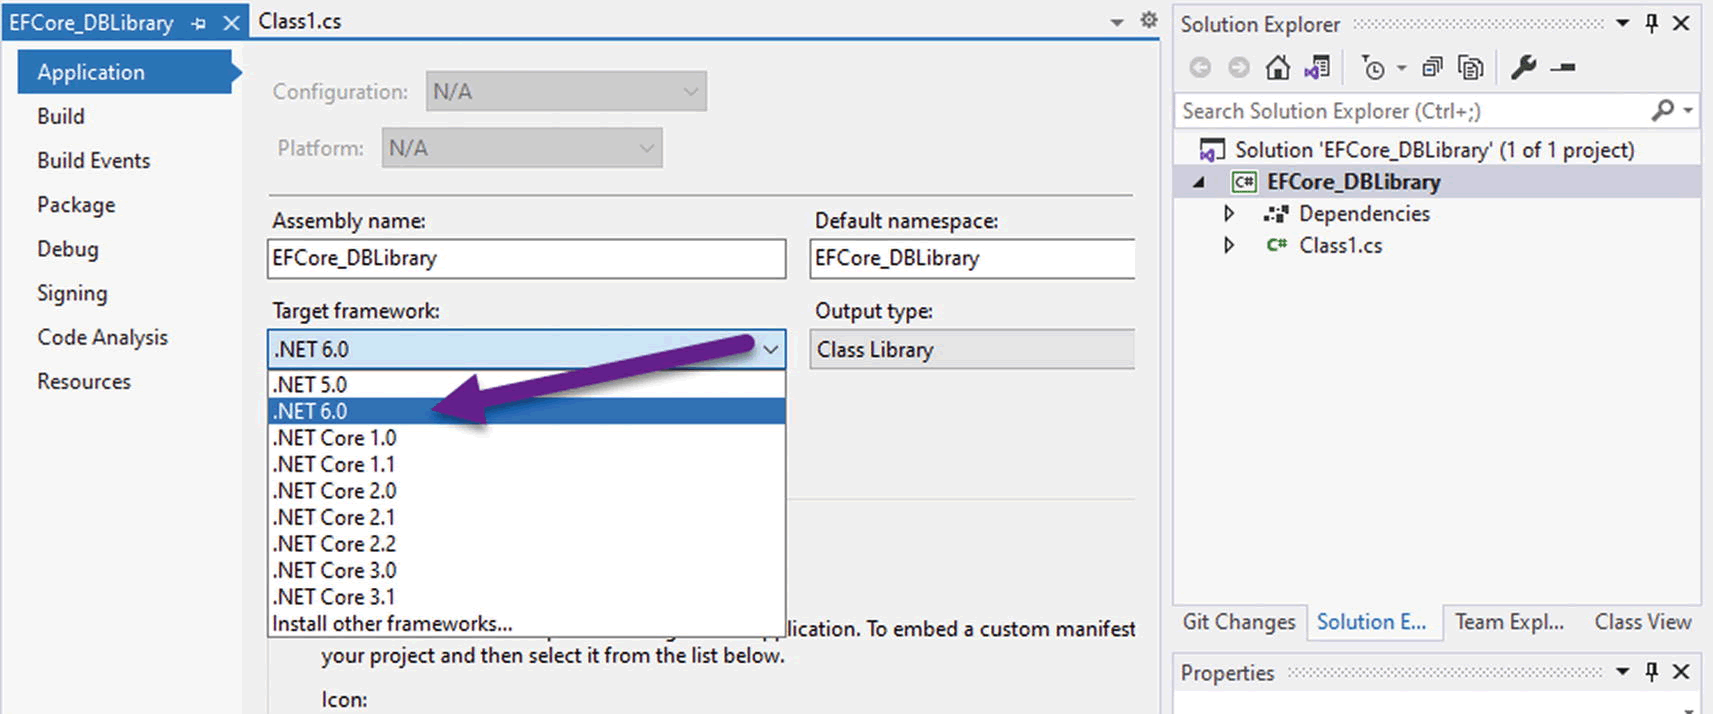 EFCore_DBLibrary
Class1.cs
Application
Build
Build Events
Package
Debug
Signing
Code Analysis
Resources
Configuration: N/A
Platform: N/A
Assembly name:
EFCore_DBLibrary
Default namespace:
EFCore_DBLibrary
Target framework:
.NET 6.0
Output type:
Class Library
.NET 5.0
.NET 6.0
.NET Core 1.0
.NET Core 1.1
.NET Core 2.0
.NET Core 2.1
.NET Core 2.2
.NET Core 3.0
.NET Core 3.1
Install other frameworks...
plication. To embed a custom manifest
your project and then select it from the list below.
Icon:
Solution Explorer
Search Solution Explorer (Ctrl+;)
Solution 'EFCore_DBLibrary' (1 of 1 project)
C# EFCore_DBLibrary
Dependencies
C# Class1.cs
Git Changes Solution E... Team Expl... Class View
Properties